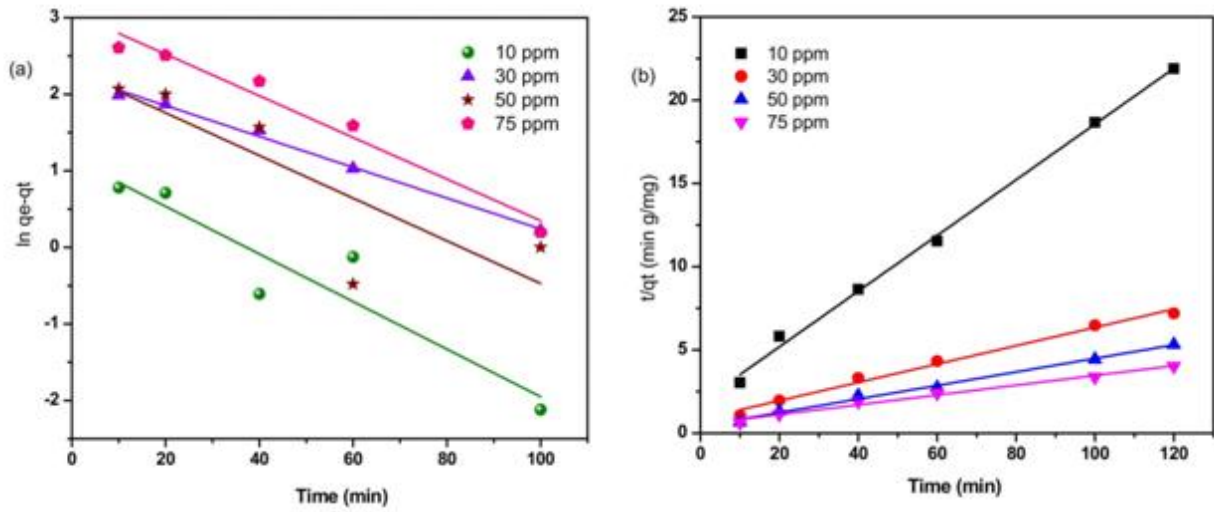 (a)
ln qe-qt
3
2
1
0
-1
-2
10 ppm
30 ppm
50 ppm
75 ppm
0 20 40 60 80 100
Time (min)
(b)
t/qt (min g/mg)
25
20
15
10
5
0
10 ppm
30 ppm
50 ppm
75 ppm
0 20 40 60 80 100 120
Time (min)